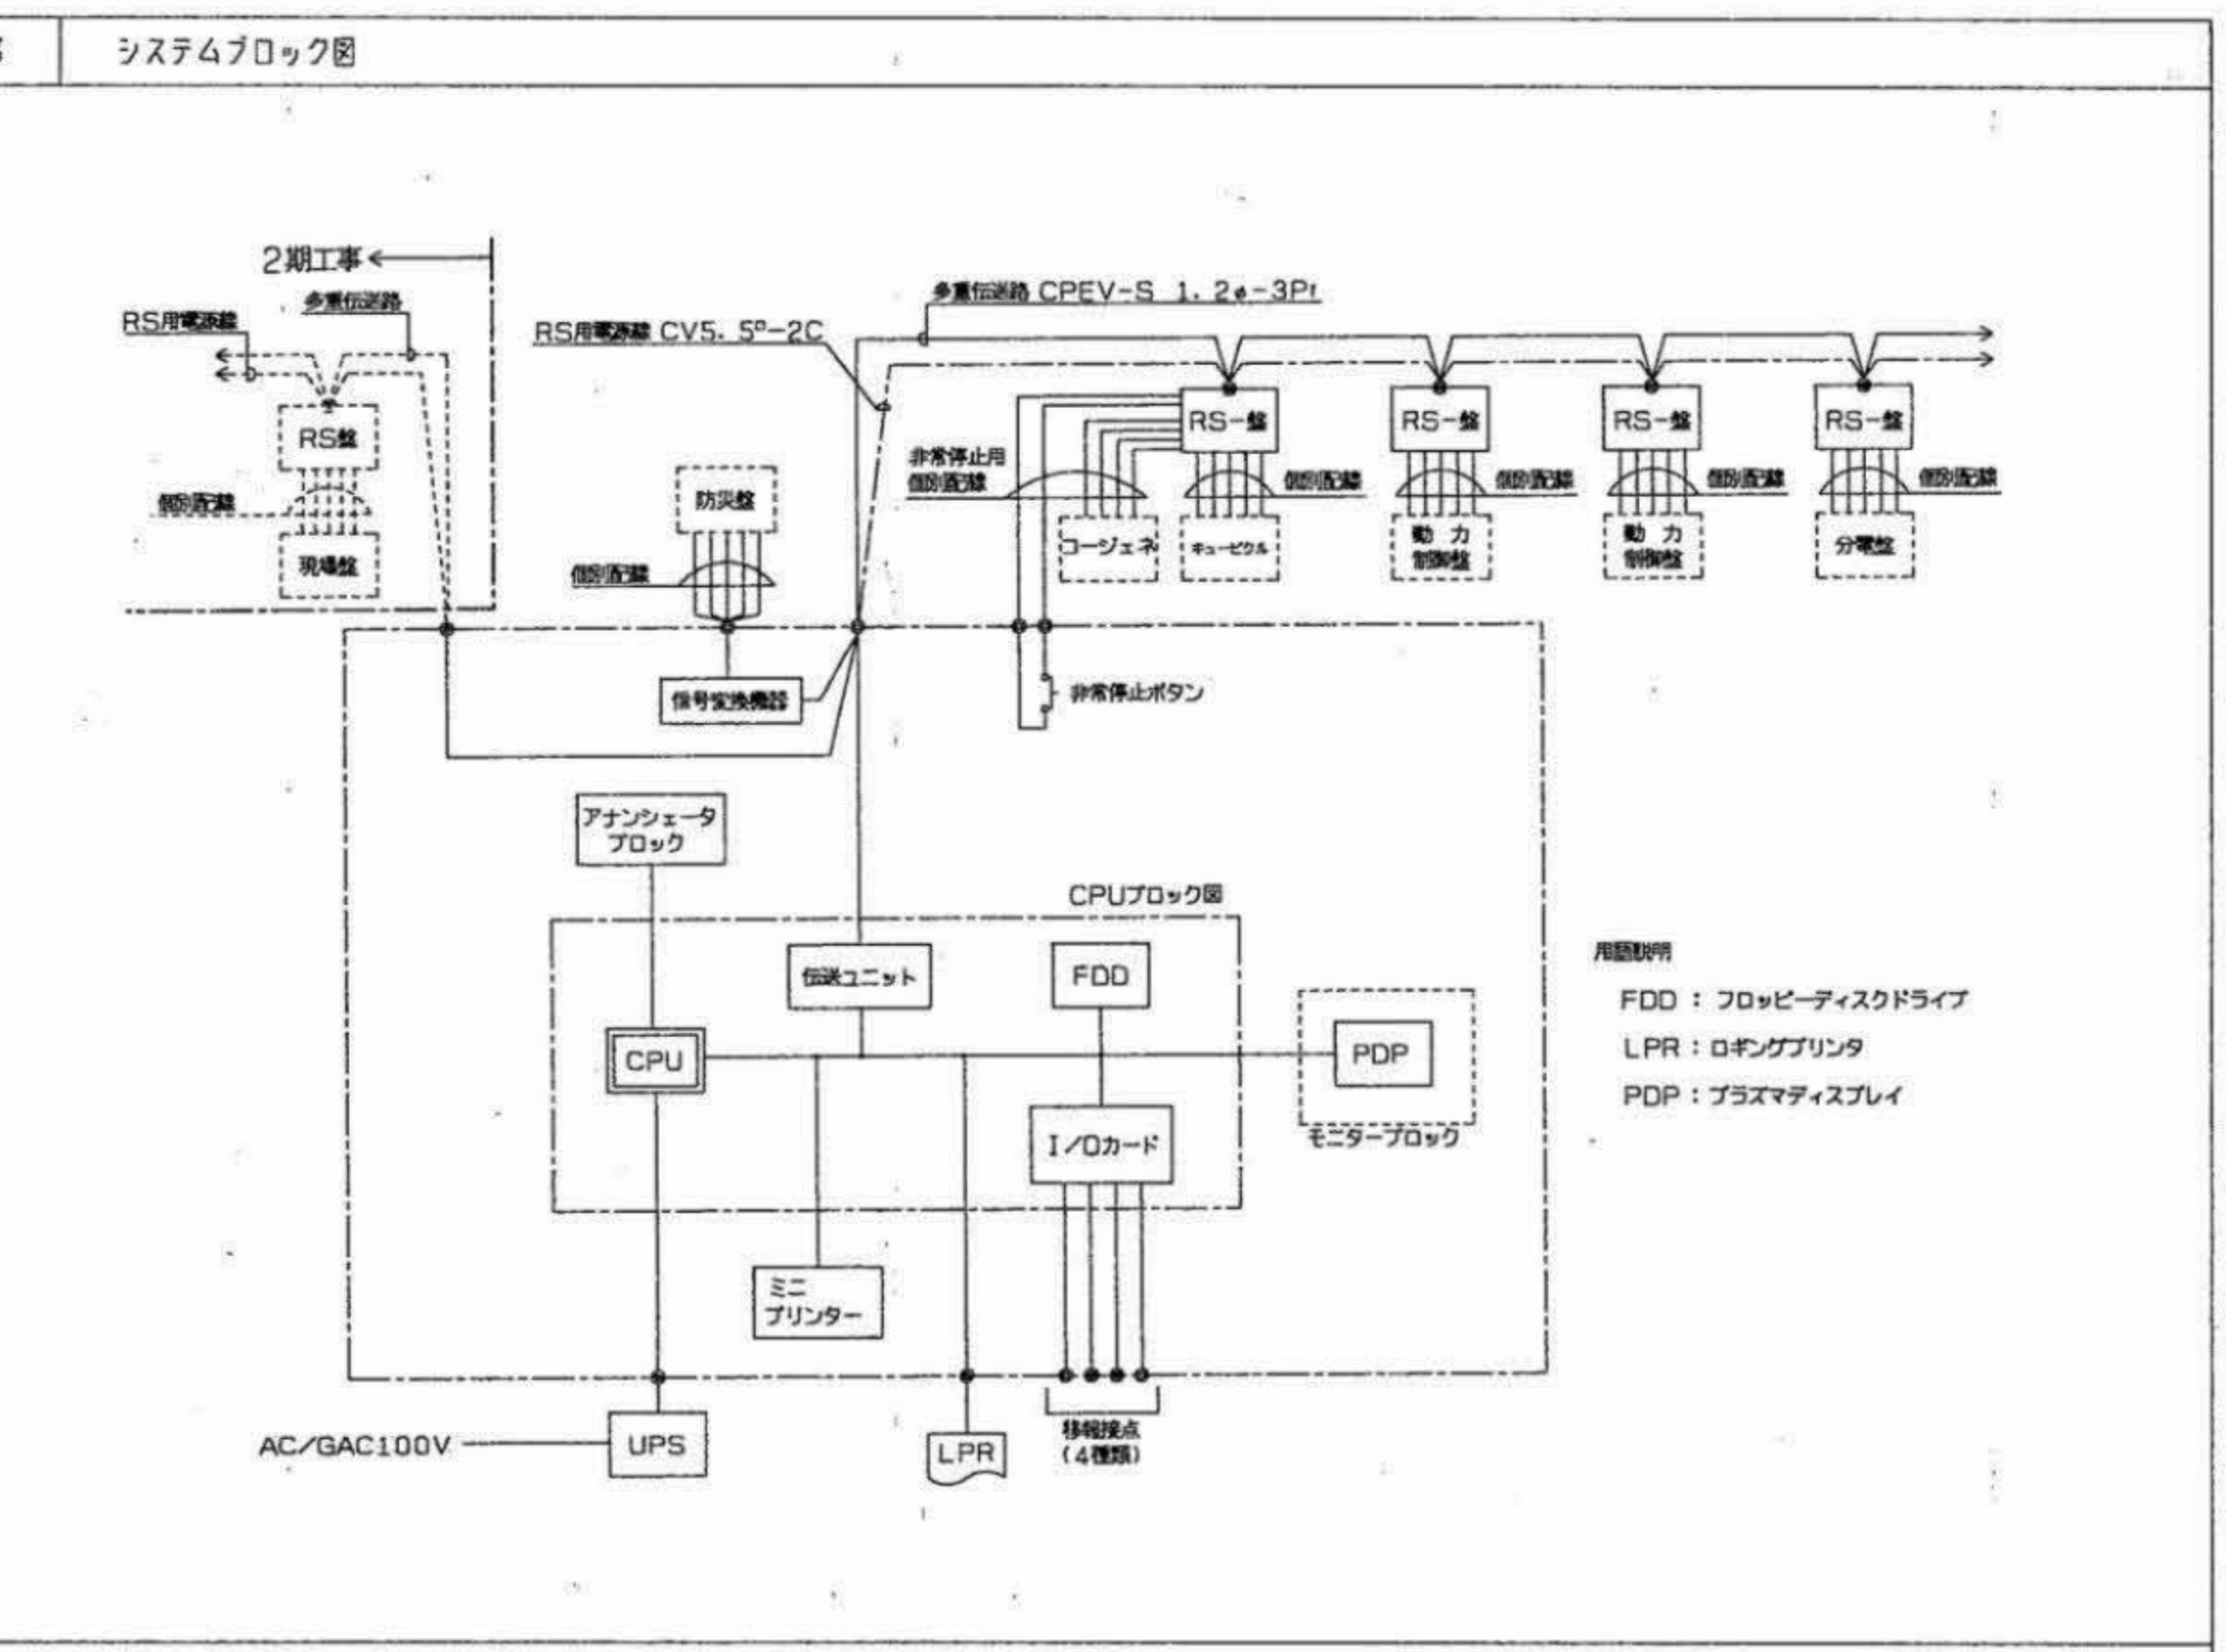 システムブロック図
2期工事
多重伝送路
RS用電源線
RS盤
個別配線
現場盤
多重伝送路 CPEV-S 1.2φ-3Pr
RS用電源線 CV5.5□-2C
防災盤
個別配線
信号変換機器
非常停止用
個別配線
RS-盤
RS-盤
RS-盤
RS-盤
個別配線
個別配線
個別配線
個別配線
コージェネ
キュービクル
動力
制御盤
動力
制御盤
分電盤
非常停止ボタン
アナンシェータ
ブロック
CPUブロック図
伝送ユニット
FDD
CPU
PDP
I/Oカード
モニターブロック
ミニ
プリンター
用語説明
FDD : フロッピーディスクドライブ
LPR : ロギングプリンタ
PDP : プラズマディスプレイ
AC/GAC100V
UPS
LPR
移報接点
(4種類)